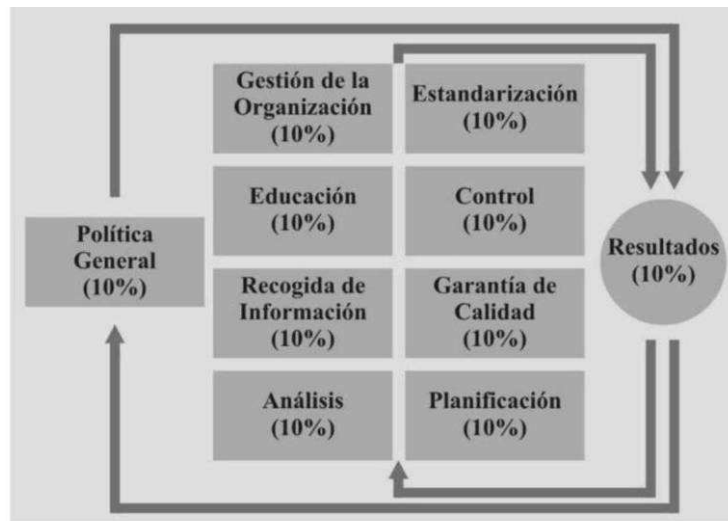 Gestión de la
Organización
(10%)
Estandarización
(10%)
Educación
(10%)
Control
(10%)
Política
General
(10%)
Resultados
(10%)
Recogida de
Información
(10%)
Garantía de
Calidad
(10%)
Análisis
(10%)
Planificación
(10%)